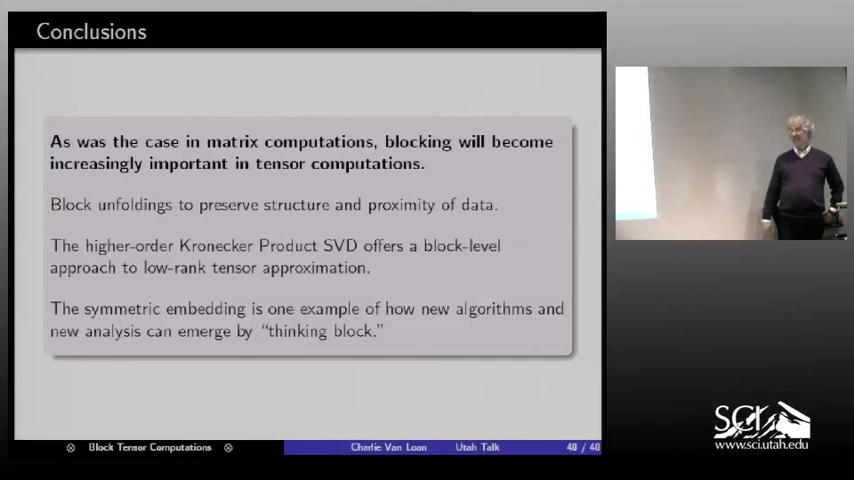 Conclusions
As was the case in matrix computations, blocking will become
increasingly important in tensor computations.
Block unfoldings to preserve structure and proximity of data.
The higher-order Kronecker Product SVD offers a block-level
approach to low-rank tensor approximation.
The symmetric embedding is one example of how new algorithms and
new analysis can emerge by “thinking block.”
⊗ Block Tensor Computations ⊗ Charlie Van Loan Utah Talk 48 / 48
SCI
www.sci.utah.edu